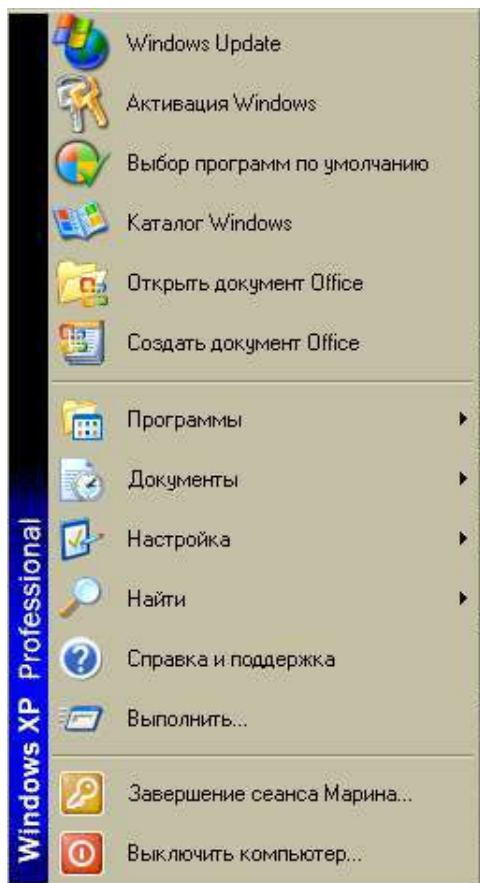 Windows Update
Активация Windows
Выбор программ по умолчанию
Каталог Windows
Открыть документ Office
Создать документ Office
Программы
Документы
Настройка
Найти
Справка и поддержка
Выполнить...
Завершение сеанса Марина...
Выключить компьютер...
Windows XP Professional